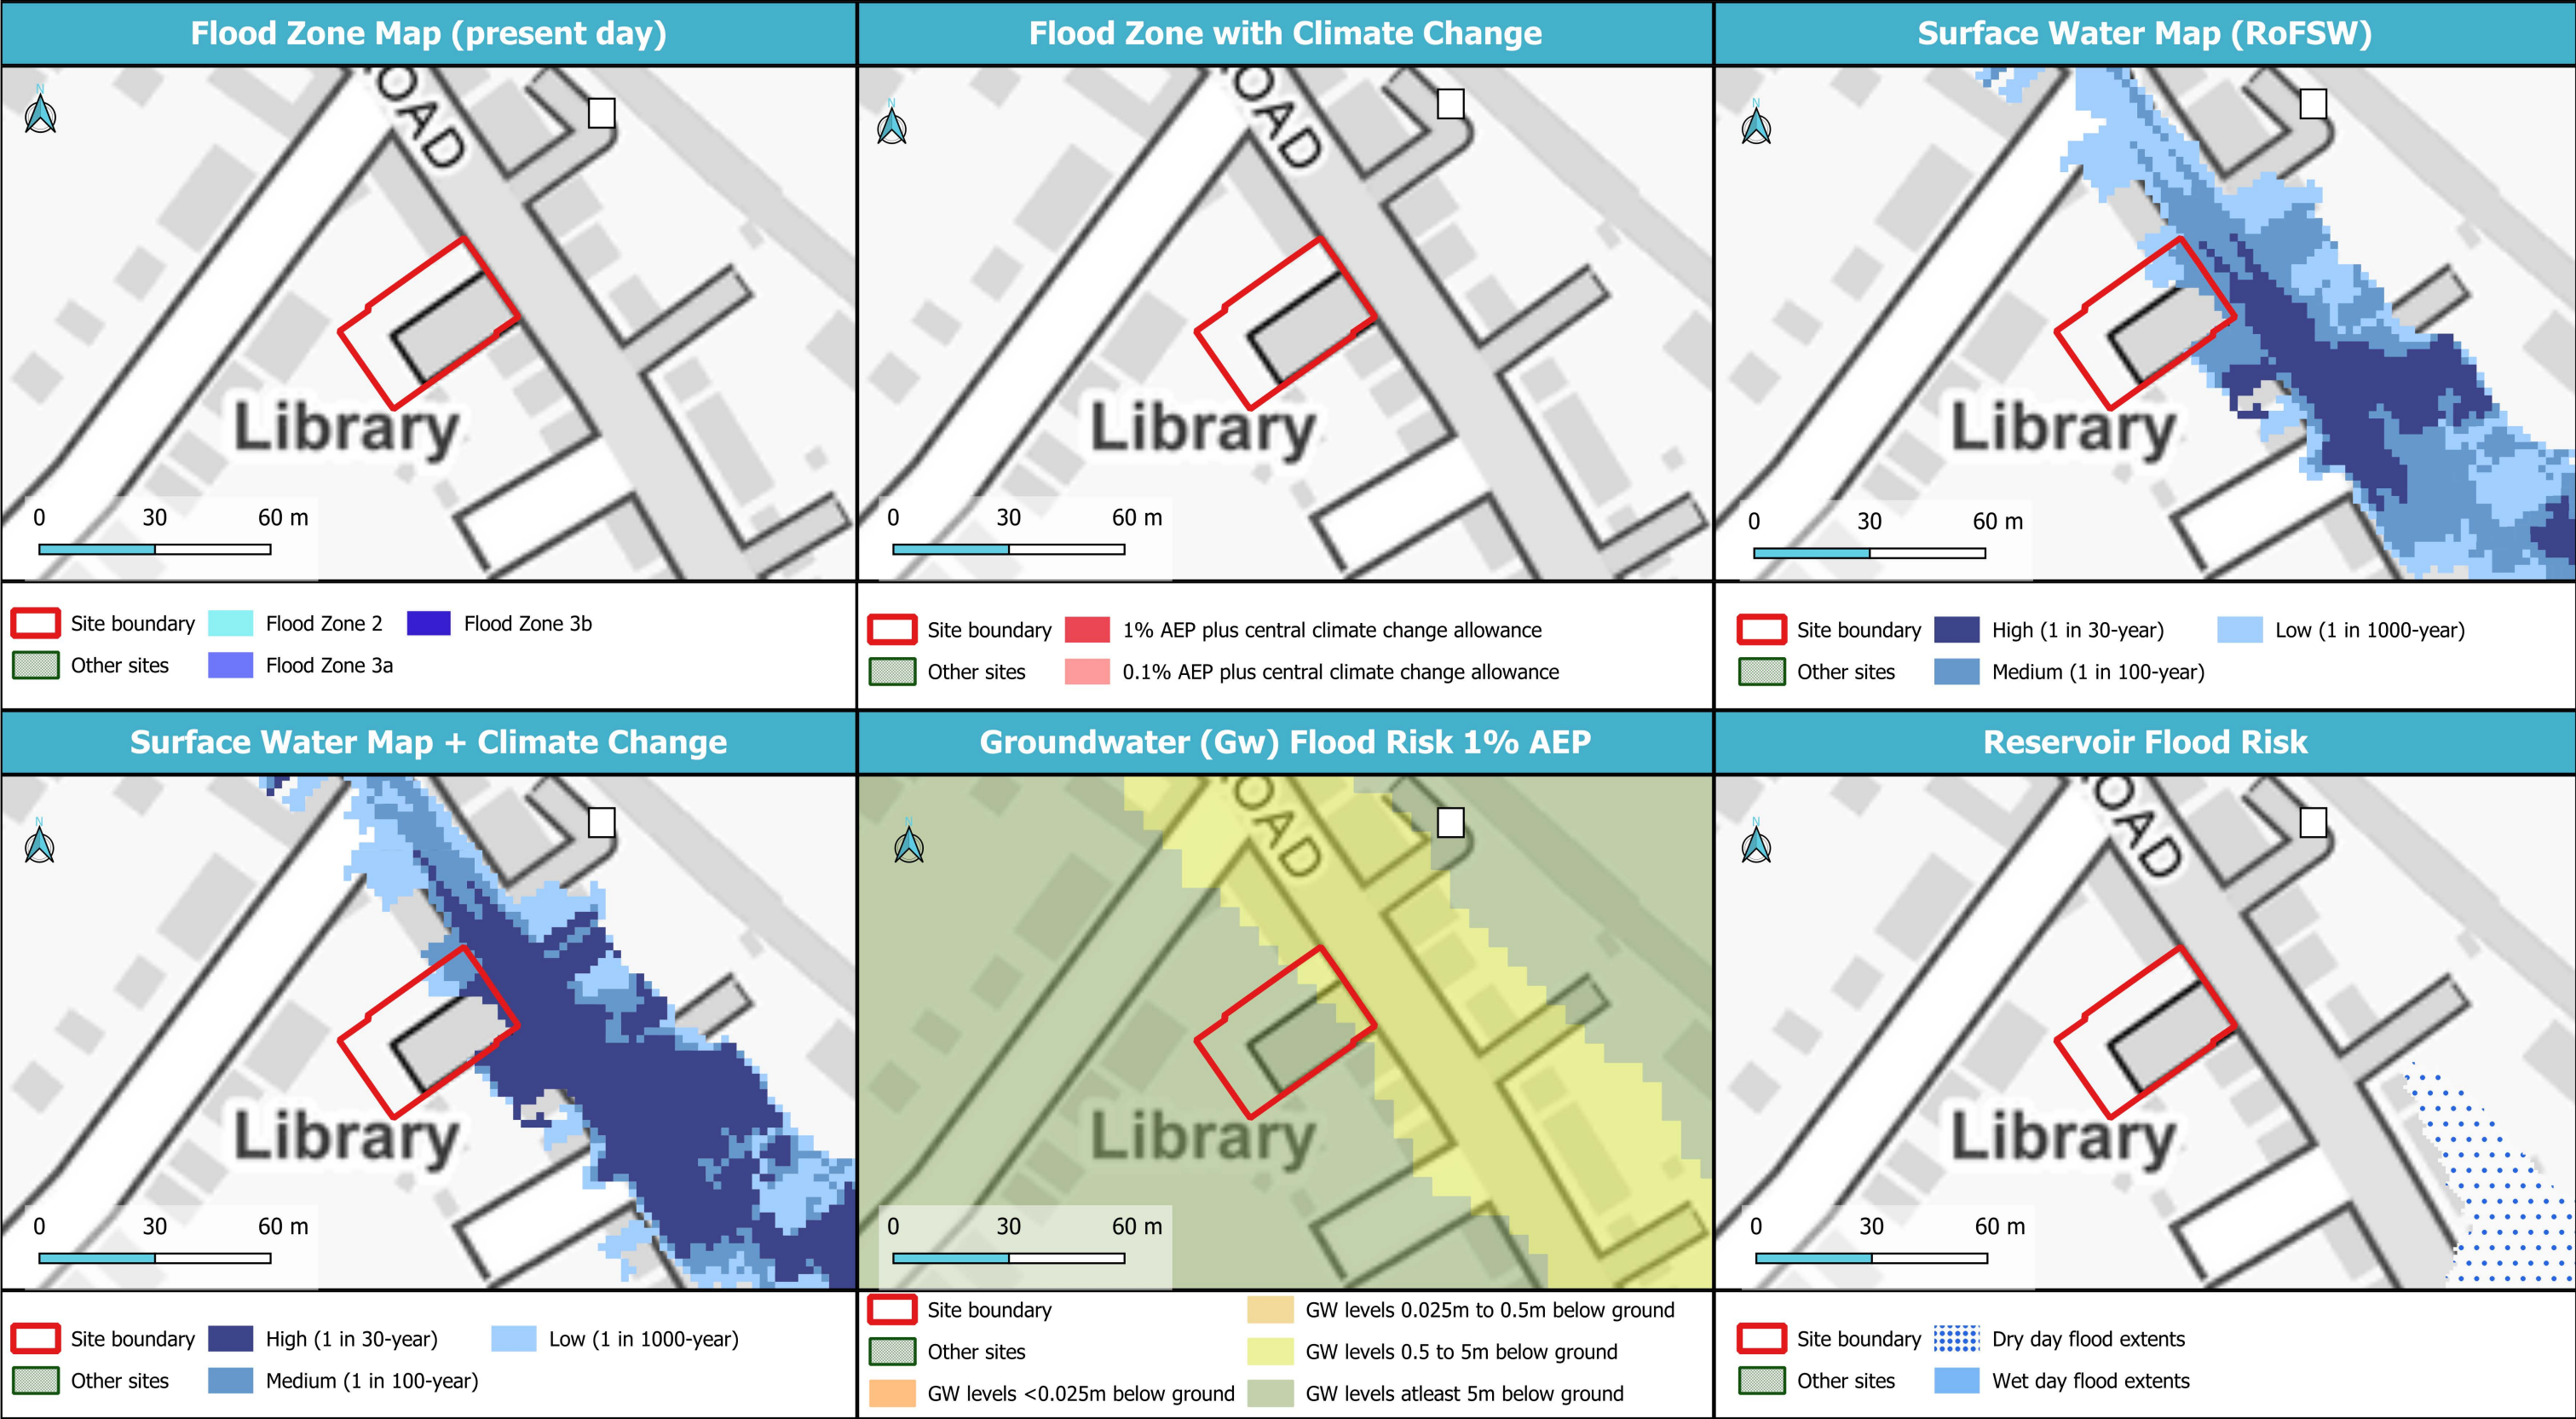 Flood Zone Map (present day)
Flood Zone with Climate Change
Surface Water Map (RoFSW)
N
OAD
Library
0 30 60 m
N
OAD
Library
0 30 60 m
N
Library
0 30 60 m
Site boundary
Flood Zone 2
Flood Zone 3b
Other sites
Flood Zone 3a
Site boundary
1% AEP plus central climate change allowance
Other sites
0.1% AEP plus central climate change allowance
Site boundary
High (1 in 30-year)
Low (1 in 1000-year)
Other sites
Medium (1 in 100-year)
Surface Water Map + Climate Change
Groundwater (Gw) Flood Risk 1% AEP
Reservoir Flood Risk
N
Library
0 30 60 m
N
OAD
Library
0 30 60 m
N
OAD
Library
0 30 60 m
Site boundary
High (1 in 30-year)
Low (1 in 1000-year)
Other sites
Medium (1 in 100-year)
Site boundary
GW levels 0.025m to 0.5m below ground
Other sites
GW levels 0.5 to 5m below ground
GW levels <0.025m below ground
GW levels atleast 5m below ground
Site boundary
Dry day flood extents
Other sites
Wet day flood extents